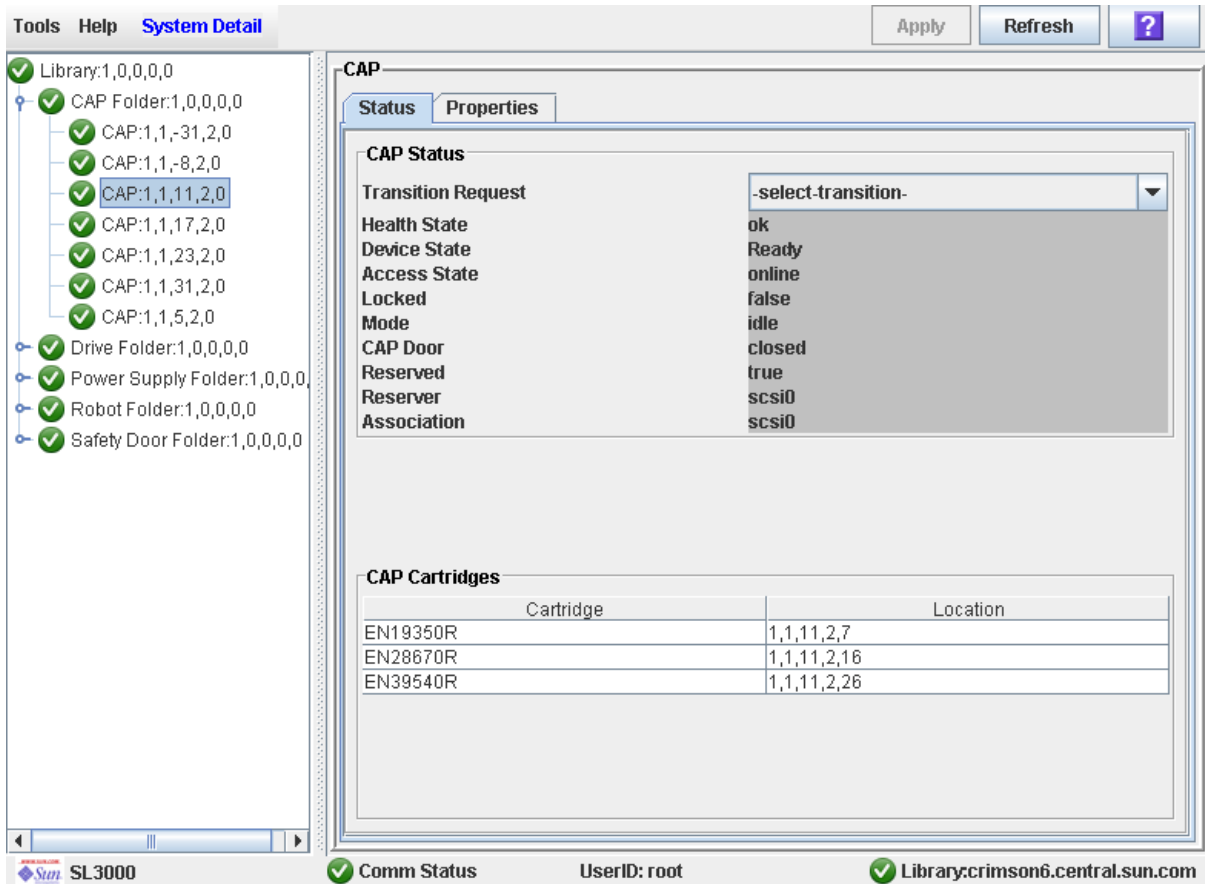 Tools Help System Detail Apply Refresh ?
Library:1,0,0,0,0
CAP Folder:1,0,0,0,0
CAP:1,1,-31,2,0
CAP:1,1,-8,2,0
CAP:1,1,11,2,0
CAP:1,1,17,2,0
CAP:1,1,23,2,0
CAP:1,1,31,2,0
CAP:1,1,5,2,0
Drive Folder:1,0,0,0,0
Power Supply Folder:1,0,0,0,
Robot Folder:1,0,0,0,0
Safety Door Folder:1,0,0,0,0
CAP
Status Properties
CAP Status
Transition Request -select-transition-
Health State ok
Device State Ready
Access State online
Locked false
Mode idle
CAP Door closed
Reserved true
Reserver scsi0
Association scsi0
CAP Cartridges
Cartridge Location
EN19350R 1,1,11,2,7
EN28670R 1,1,11,2,16
EN39540R 1,1,11,2,26
Sun SL3000 Comm Status UserID: root Library:crimson6.central.sun.com